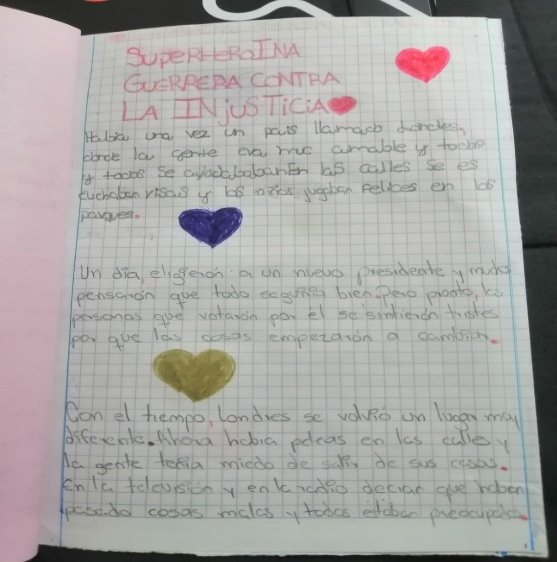 SUPERHEROINA
GUERRERA CONTRA
LA INJUSTICIA
Habia una vez un pais llamado londres,
donde la gente era muc amable y
y todos se ayudababan En las calles se es
cuchaban risas y los niños jugaban Felices en los
parques.
Un dia, eligeron a un nuevo presidente y muchos
pensaron que todo seguiria bien. Pero pronto, las
personas que votaron por el se sintieron tristes
por que las cosas empezaron a cambiar.
Con el tiempo, Londres se volvio un lugar muy
diferente. Ahora habia peleas en las calles y
la gente tenia miedo de salir de sus casas.
En la television y en la radio decian que habian
pasado cosas malas y todos estaban preocupados.